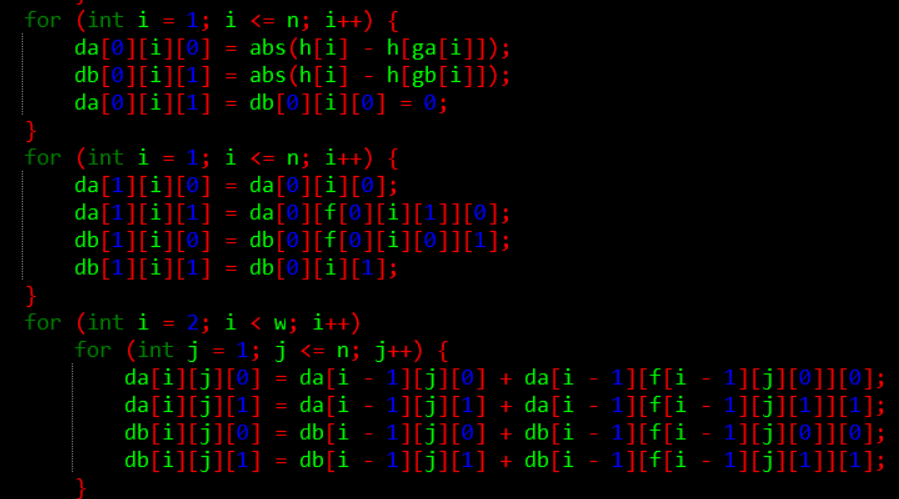 for (int i = 1; i <= n; i++) {
    da[0][i][0] = abs(h[i] - h[ga[i]]);
    db[0][i][1] = abs(h[i] - h[gb[i]]);
    da[0][i][1] = db[0][i][0] = 0;
}
for (int i = 1; i <= n; i++) {
    da[1][i][0] = da[0][i][0];
    da[1][i][1] = da[0][f[0][i][1]][0];
    db[1][i][0] = db[0][f[0][i][0]][1];
    db[1][i][1] = db[0][i][1];
}
for (int i = 2; i < w; i++)
    for (int j = 1; j <= n; j++) {
        da[i][j][0] = da[i - 1][j][0] + da[i - 1][f[i - 1][j][0]][0];
        da[i][j][1] = da[i - 1][j][1] + da[i - 1][f[i - 1][j][1]][1];
        db[i][j][0] = db[i - 1][j][0] + db[i - 1][f[i - 1][j][0]][0];
        db[i][j][1] = db[i - 1][j][1] + db[i - 1][f[i - 1][j][1]][1];
    }